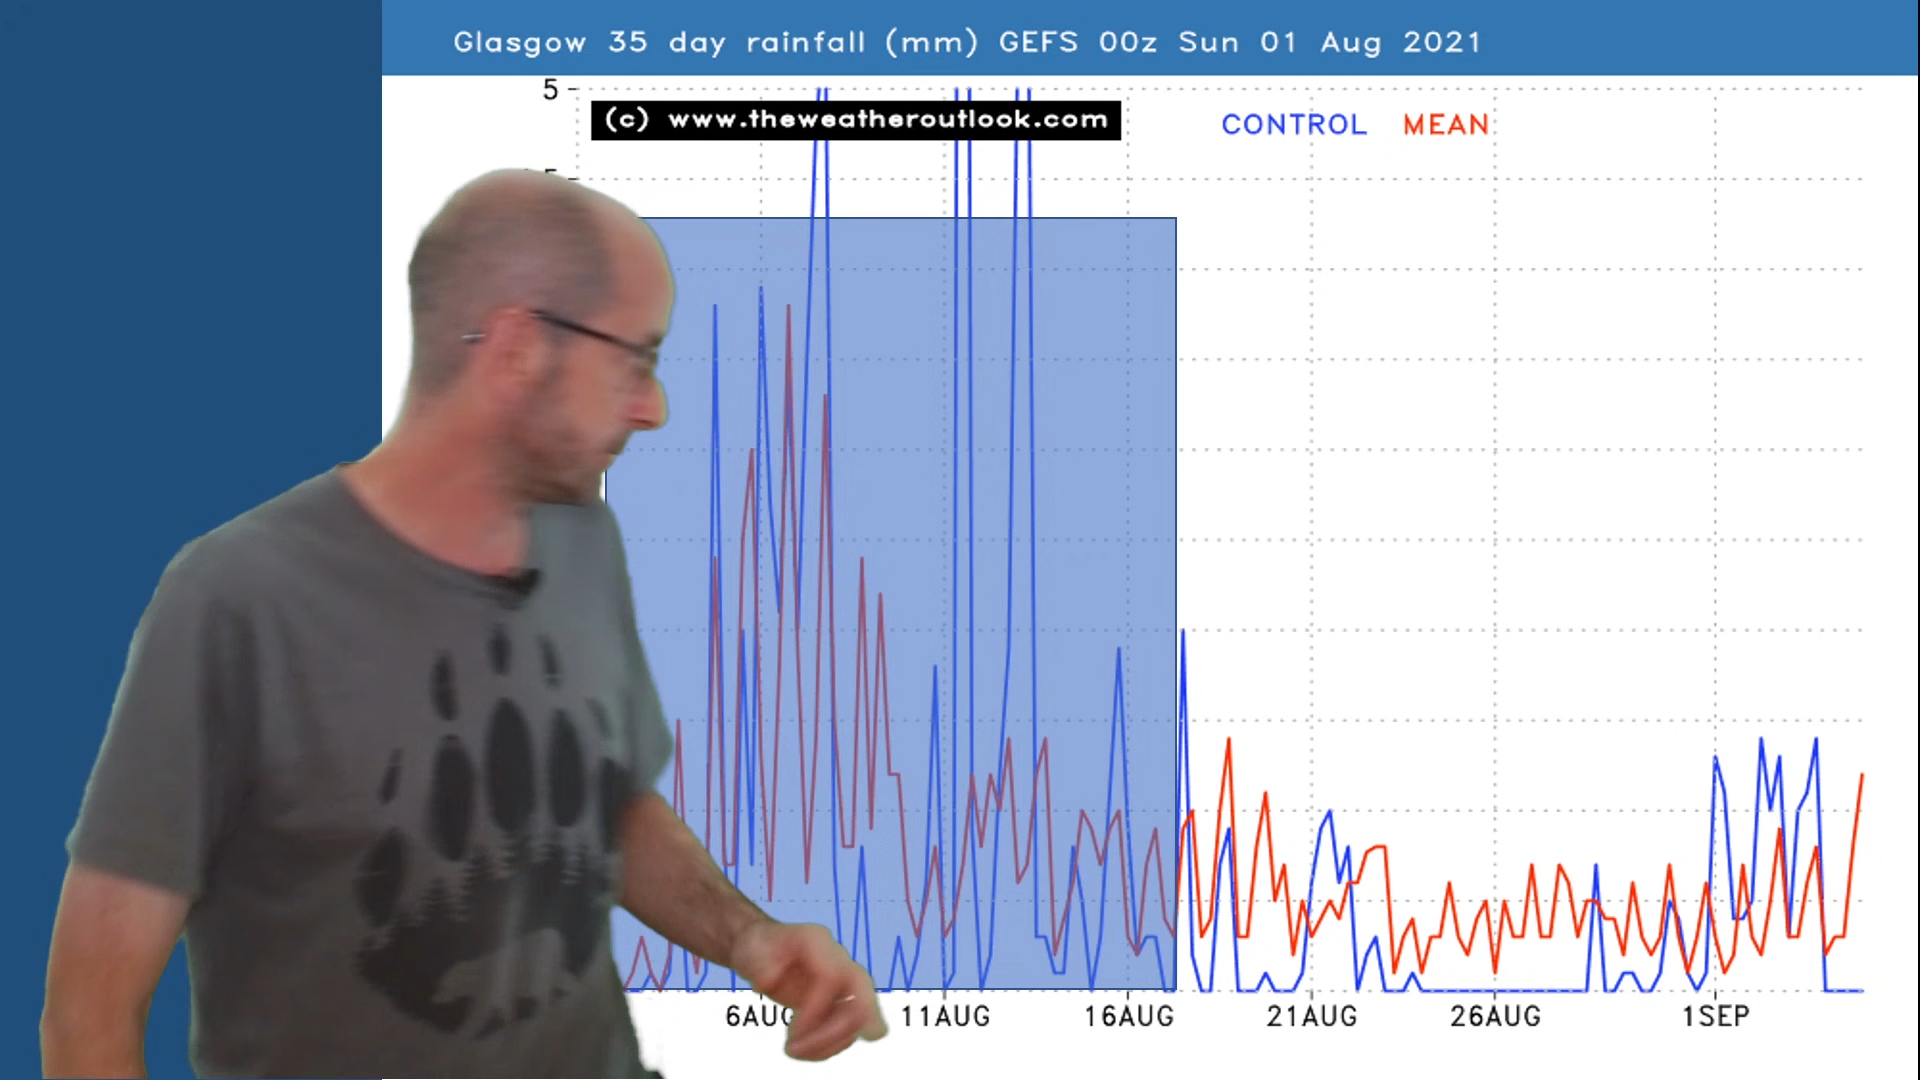 Glasgow 35 day rainfall (mm) GEFS 00z Sun 01 Aug 2021
5
(c) www.theweatheroutlook.com
CONTROL MEAN
6AUG 11AUG 16AUG 21AUG 26AUG 1SEP